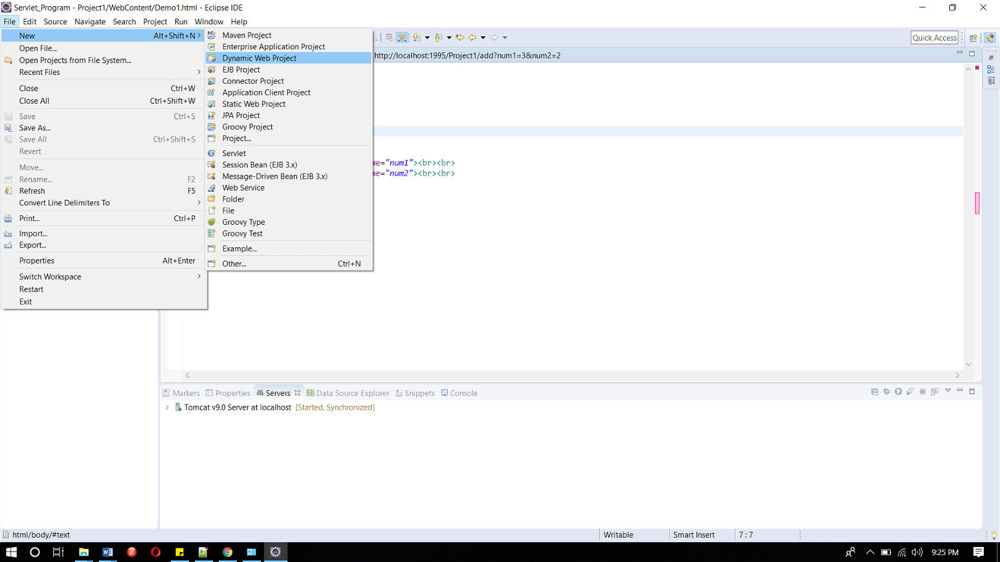 Servlet_Program - Project1/WebContent/Demo1.html - Eclipse IDE
File Edit Source Navigate Search Project Run Window Help
New Alt+Shift+N
Open File...
Open Projects from File System...
Recent Files
Close Ctrl+W
Close All Ctrl+Shift+W
Save Ctrl+S
Save As...
Save All Ctrl+Shift+S
Revert
Move...
Rename... F2
Refresh F5
Convert Line Delimiters To
Print... Ctrl+P
Import...
Export...
Properties Alt+Enter
Switch Workspace
Restart
Exit
Maven Project
Enterprise Application Project
Dynamic Web Project
EJB Project
Connector Project
Application Client Project
Static Web Project
JPA Project
Groovy Project
Project...
Servlet
Session Bean (EJB 3.x)
Message-Driven Bean (EJB 3.x)
Web Service
Folder
File
Groovy Type
Groovy Test
Example...
Other... Ctrl+N
Quick Access
http://localhost:1995/Project1/add?num1=3&num2=2
me="num1"><br><br>
me="num2"><br><br>
Markers Properties Servers Data Source Explorer Snippets Console
Tomcat v9.0 Server at localhost [Started, Synchronized]
html/body/#text Writable Smart Insert 7 : 7
9:25 PM